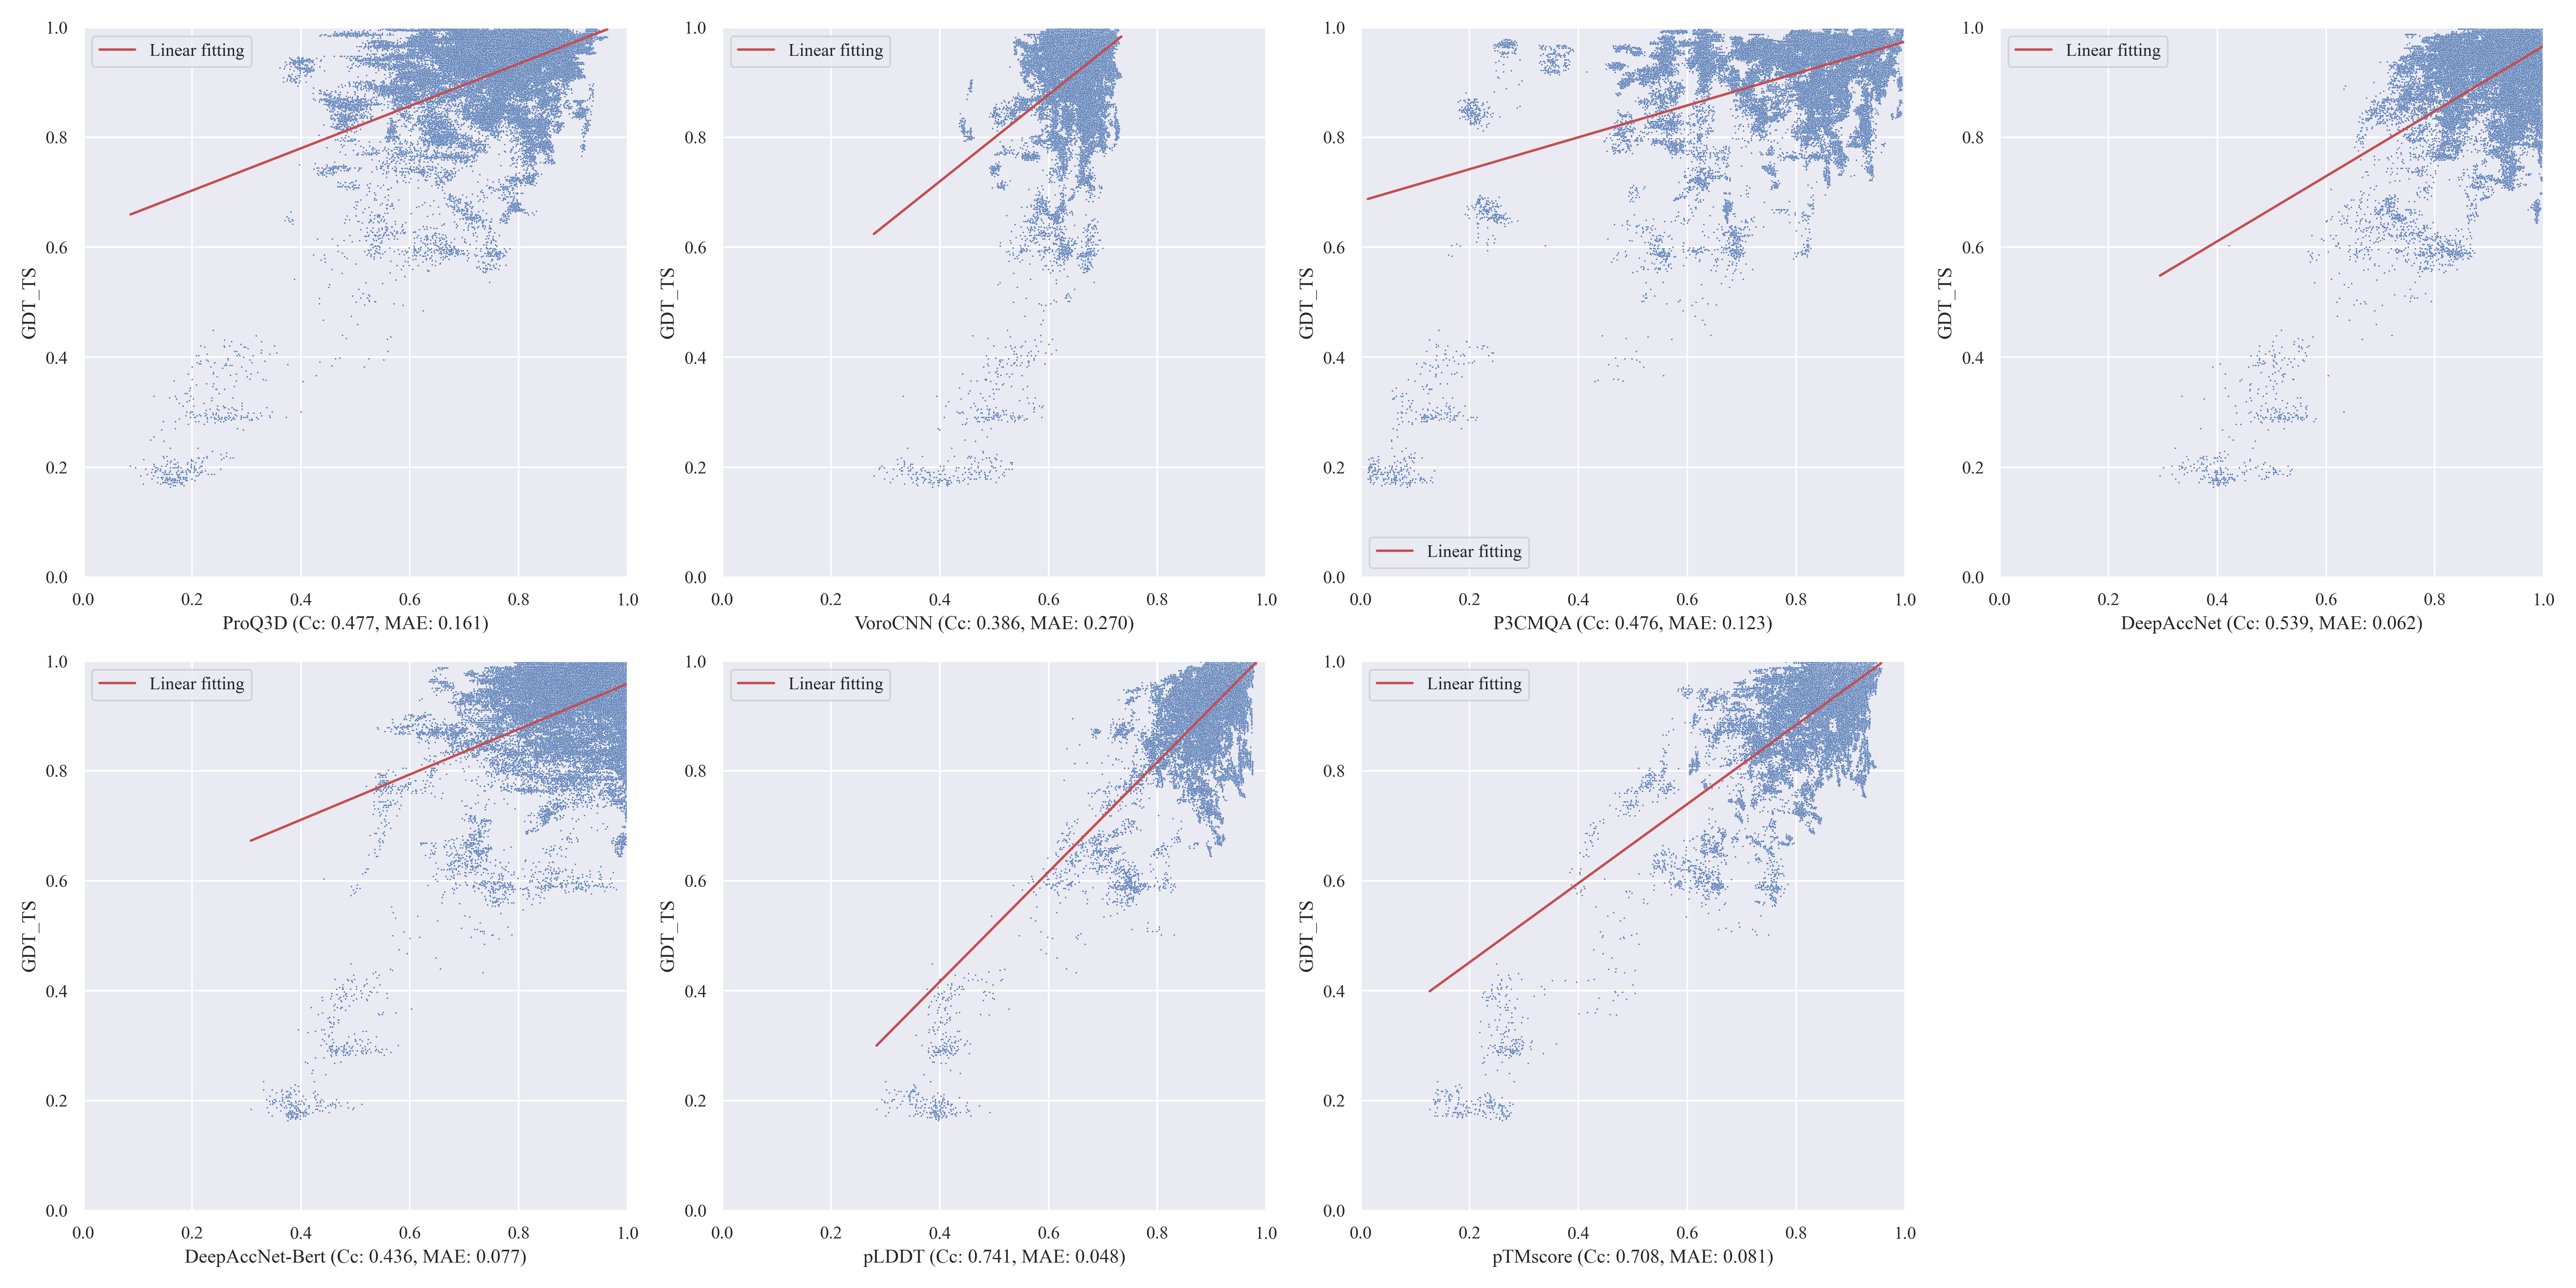 1.0
Linear fitting
0.8
0.6
GDT_TS
0.4
0.2
0.0
0.0 0.2 0.4 0.6 0.8 1.0
ProQ3D (Cc: 0.477, MAE: 0.161)
1.0
Linear fitting
0.8
0.6
GDT_TS
0.4
0.2
0.0
0.0 0.2 0.4 0.6 0.8 1.0
VoroCNN (Cc: 0.386, MAE: 0.270)
1.0
0.8
0.6
GDT_TS
0.4
0.2
Linear fitting
0.0
0.0 0.2 0.4 0.6 0.8 1.0
P3CMQA (Cc: 0.476, MAE: 0.123)
1.0
Linear fitting
0.8
0.6
GDT_TS
0.4
0.2
0.0
0.0 0.2 0.4 0.6 0.8 1.0
DeepAccNet (Cc: 0.539, MAE: 0.062)
1.0
Linear fitting
0.8
0.6
GDT_TS
0.4
0.2
0.0
0.0 0.2 0.4 0.6 0.8 1.0
DeepAccNet-Bert (Cc: 0.436, MAE: 0.077)
1.0
Linear fitting
0.8
0.6
GDT_TS
0.4
0.2
0.0
0.0 0.2 0.4 0.6 0.8 1.0
pLDDT (Cc: 0.741, MAE: 0.048)
1.0
Linear fitting
0.8
0.6
GDT_TS
0.4
0.2
0.0
0.0 0.2 0.4 0.6 0.8 1.0
pTMscore (Cc: 0.708, MAE: 0.081)